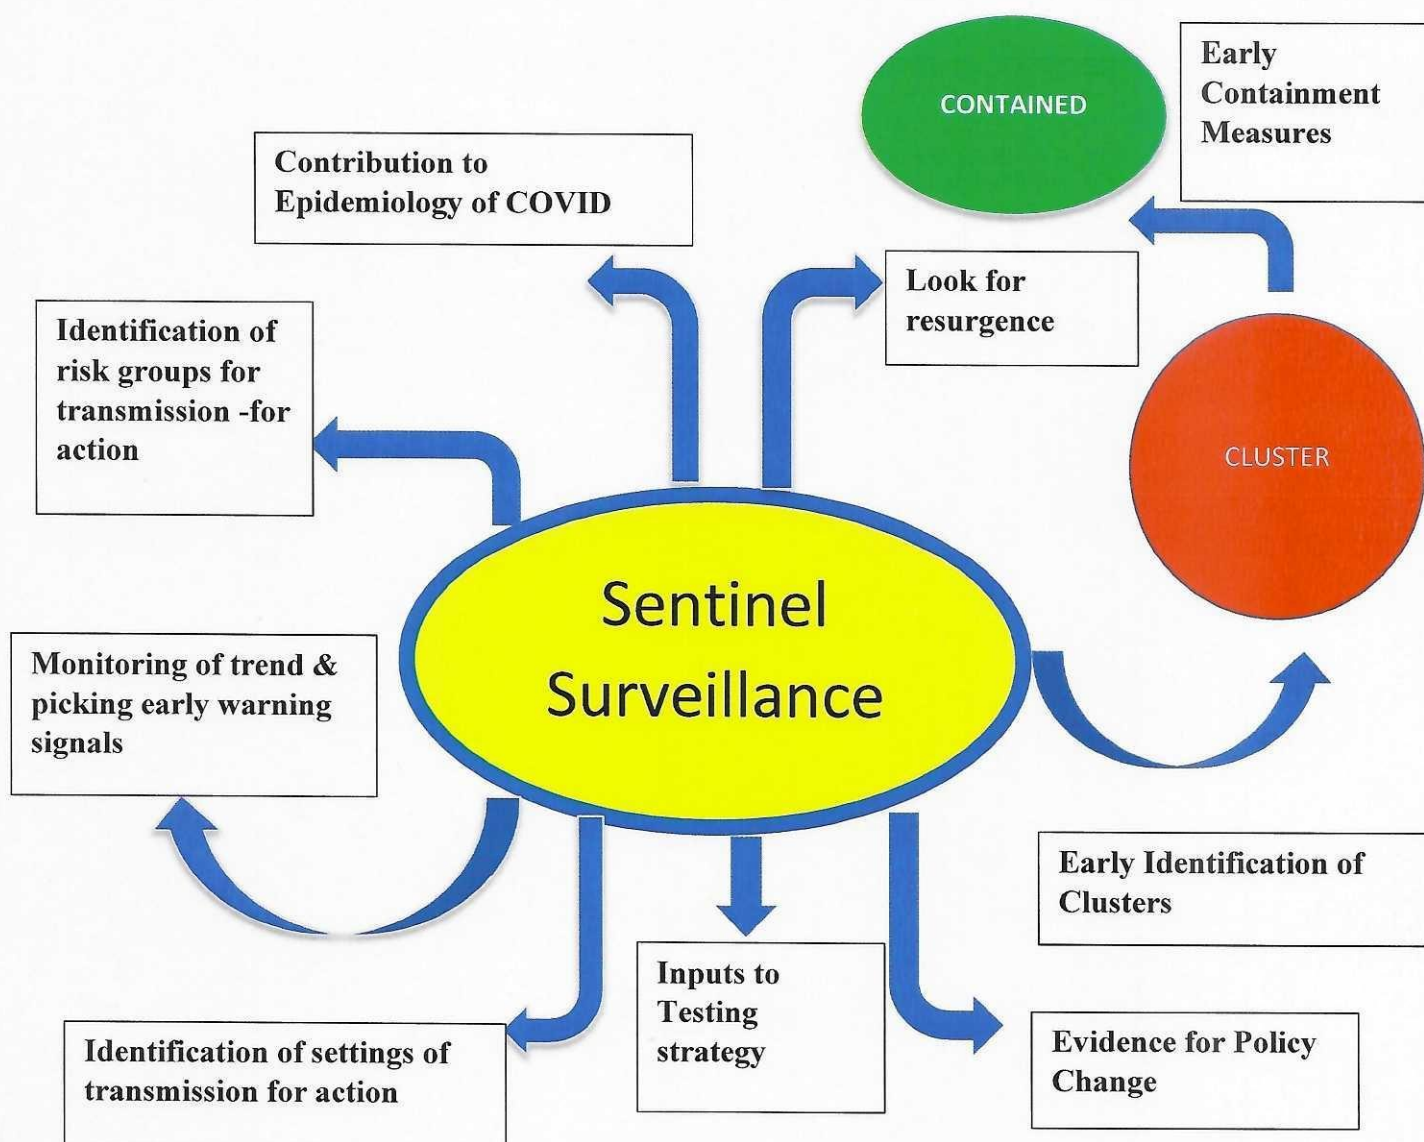 CONTAINED
Early
Containment
Measures
Contribution to
Epidemiology of COVID
Look for
resurgence
Identification of
risk groups for
transmission -for
action
CLUSTER
Sentinel
Surveillance
Monitoring of trend &
picking early warning
signals
Early Identification of
Clusters
Inputs to
Testing
strategy
Identification of settings of
transmission for action
Evidence for Policy
Change